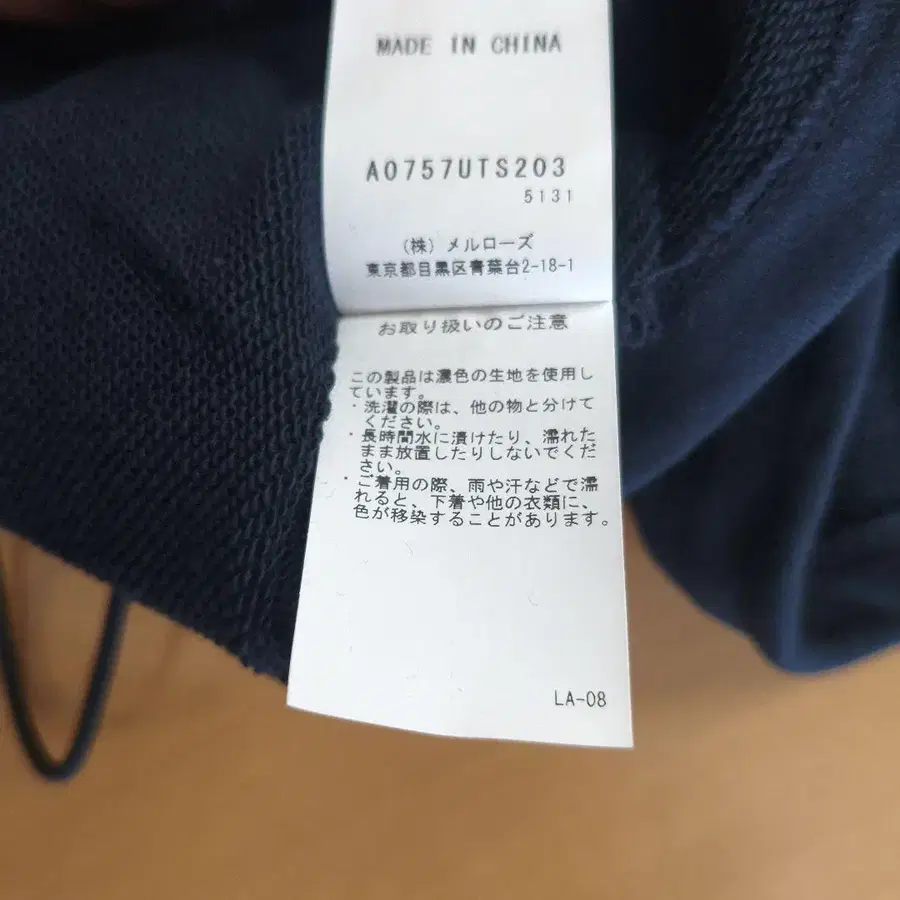 MADE IN CHINA
A0757UTS203
5131
(株) メルローズ
東京都目黒区青葉台2-18-1
お取り扱いのご注意
この製品は濃色の生地を使用し
ています。
・洗濯の際は、他の物と分けて
ください。
・長時間水に漬けたり、濡れた
まま放置したりしないでくだ
さい。
・ご着用の際、雨や汗などで濡
れると、下着や他の衣類に、
色が移染することがあります。
LA-08